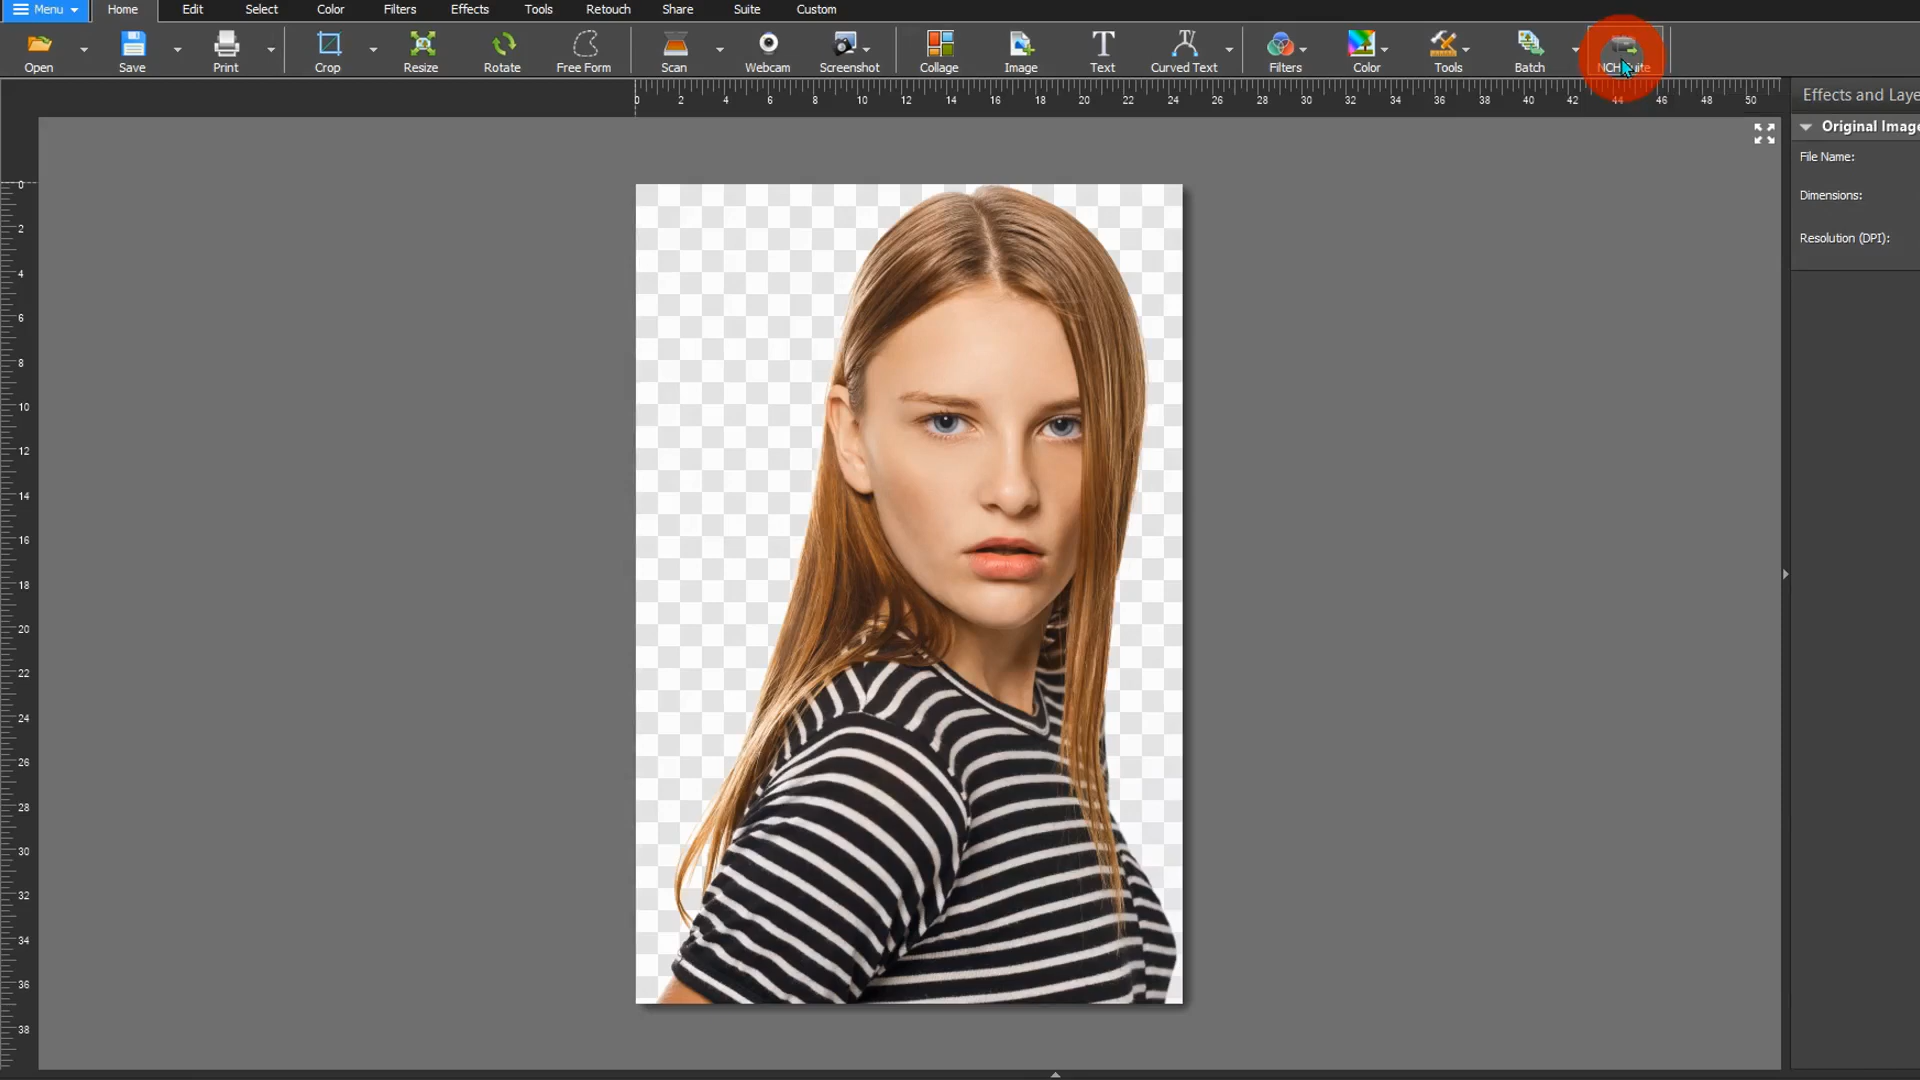 Menu Home Edit Select Color Filters Effects Tools Retouch Share Suite Custom
Open Save Print Crop Resize Rotate Free Form Scan Webcam Screenshot Collage Image Text Curved Text Filters Color Tools Batch
0 2 4 6 8 10 12 14 16 18 20 22 24 26 28 30 32 34 36 38 40 42 44 46 48 50
Effects and Laye
Original Imag
File Name:
Dimensions:
Resolution (DPI):
0
2
4
6
8
10
12
14
16
18
20
22
24
26
28
30
32
34
36
38